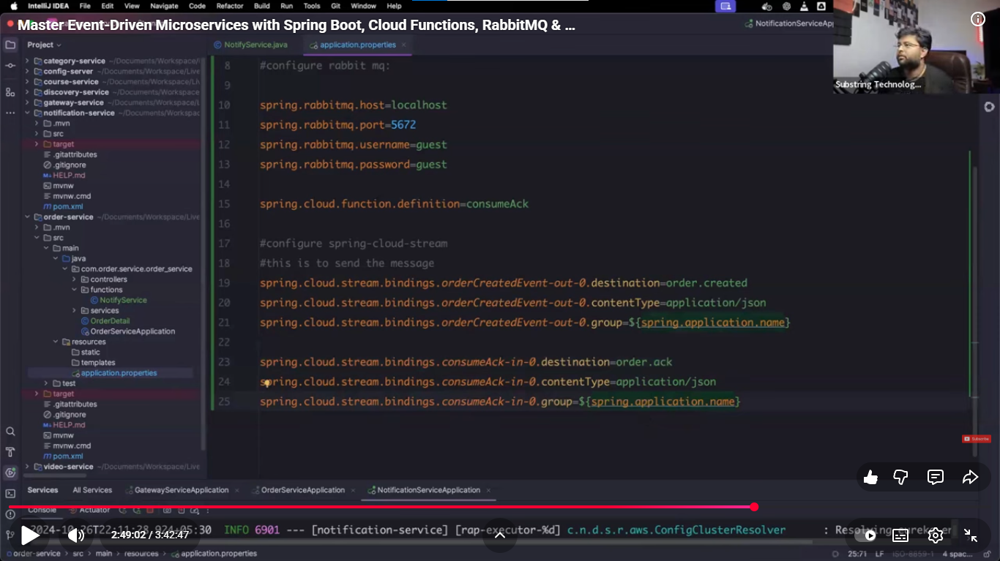 IntelliJ IDEA File Edit View Navigate Code Refactor Build Run Tools Git Window Help
Master Event-Driven Microservices with Spring Boot, Cloud Functions, RabbitMQ & ...
NotificationServiceAp
Substring Technolog...
Project
NotifyService.java
application.properties
category-service ~/Documents/Workspace/Live
config-server ~/Documents/Workspace/Live
course-service ~/Documents/Workspace/Live
discovery-service ~/Documents/Workspace/L
gateway-service ~/Documents/Workspace/L
notification-service ~/Documents/Workspac
.mvn
src
target
.gitattributes
.gitignore
HELP.md
mvnw
mvnw.cmd
pom.xml
order-service ~/Documents/Workspace/Live
.mvn
src
main
java
com.order.service.order_service
controllers
functions
NotifyService
services
OrderDetail
OrderServiceApplication
resources
static
templates
application.properties
test
target
.gitattributes
.gitignore
HELP.md
mvnw
mvnw.cmd
pom.xml
video-service ~/Documents/Workspace/Live
8 #configure rabbit mq:
9
10 spring.rabbitmq.host=localhost
11 spring.rabbitmq.port=5672
12 spring.rabbitmq.username=guest
13 spring.rabbitmq.password=guest
14
15 spring.cloud.function.definition=consumeAck
16
17 #configure spring-cloud-stream
18 #this is to send the message
19 spring.cloud.stream.bindings.orderCreatedEvent-out-0.destination=order.created
20 spring.cloud.stream.bindings.orderCreatedEvent-out-0.contentType=application/json
21 spring.cloud.stream.bindings.orderCreatedEvent-out-0.group=${spring.application.name}
22
23 spring.cloud.stream.bindings.consumeAck-in-0.destination=order.ack
24 spring.cloud.stream.bindings.consumeAck-in-0.contentType=application/json
25 spring.cloud.stream.bindings.consumeAck-in-0.group=${spring.application.name}
Subscribe
Services All Services GatewayServiceApplication OrderServiceApplication NotificationServiceApplication
Console Actuator
INFO 6901 --- [notification-service] [rap-executor-%d] c.n.d.s.r.aws.ConfigClusterResolver : Resolving
2:49:02 / 3:42:47
order-service > src > main > resources > application.properties
25:71 LF ISO-8859-1 4 spac...